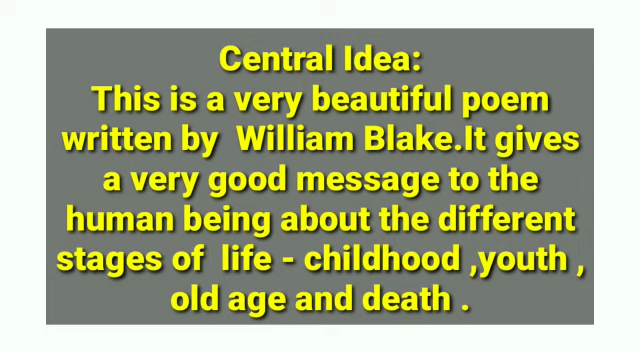 Central Idea:
This is a very beautiful poem
written by William Blake.It gives
a very good message to the
human being about the different
stages of life - childhood ,youth ,
old age and death .